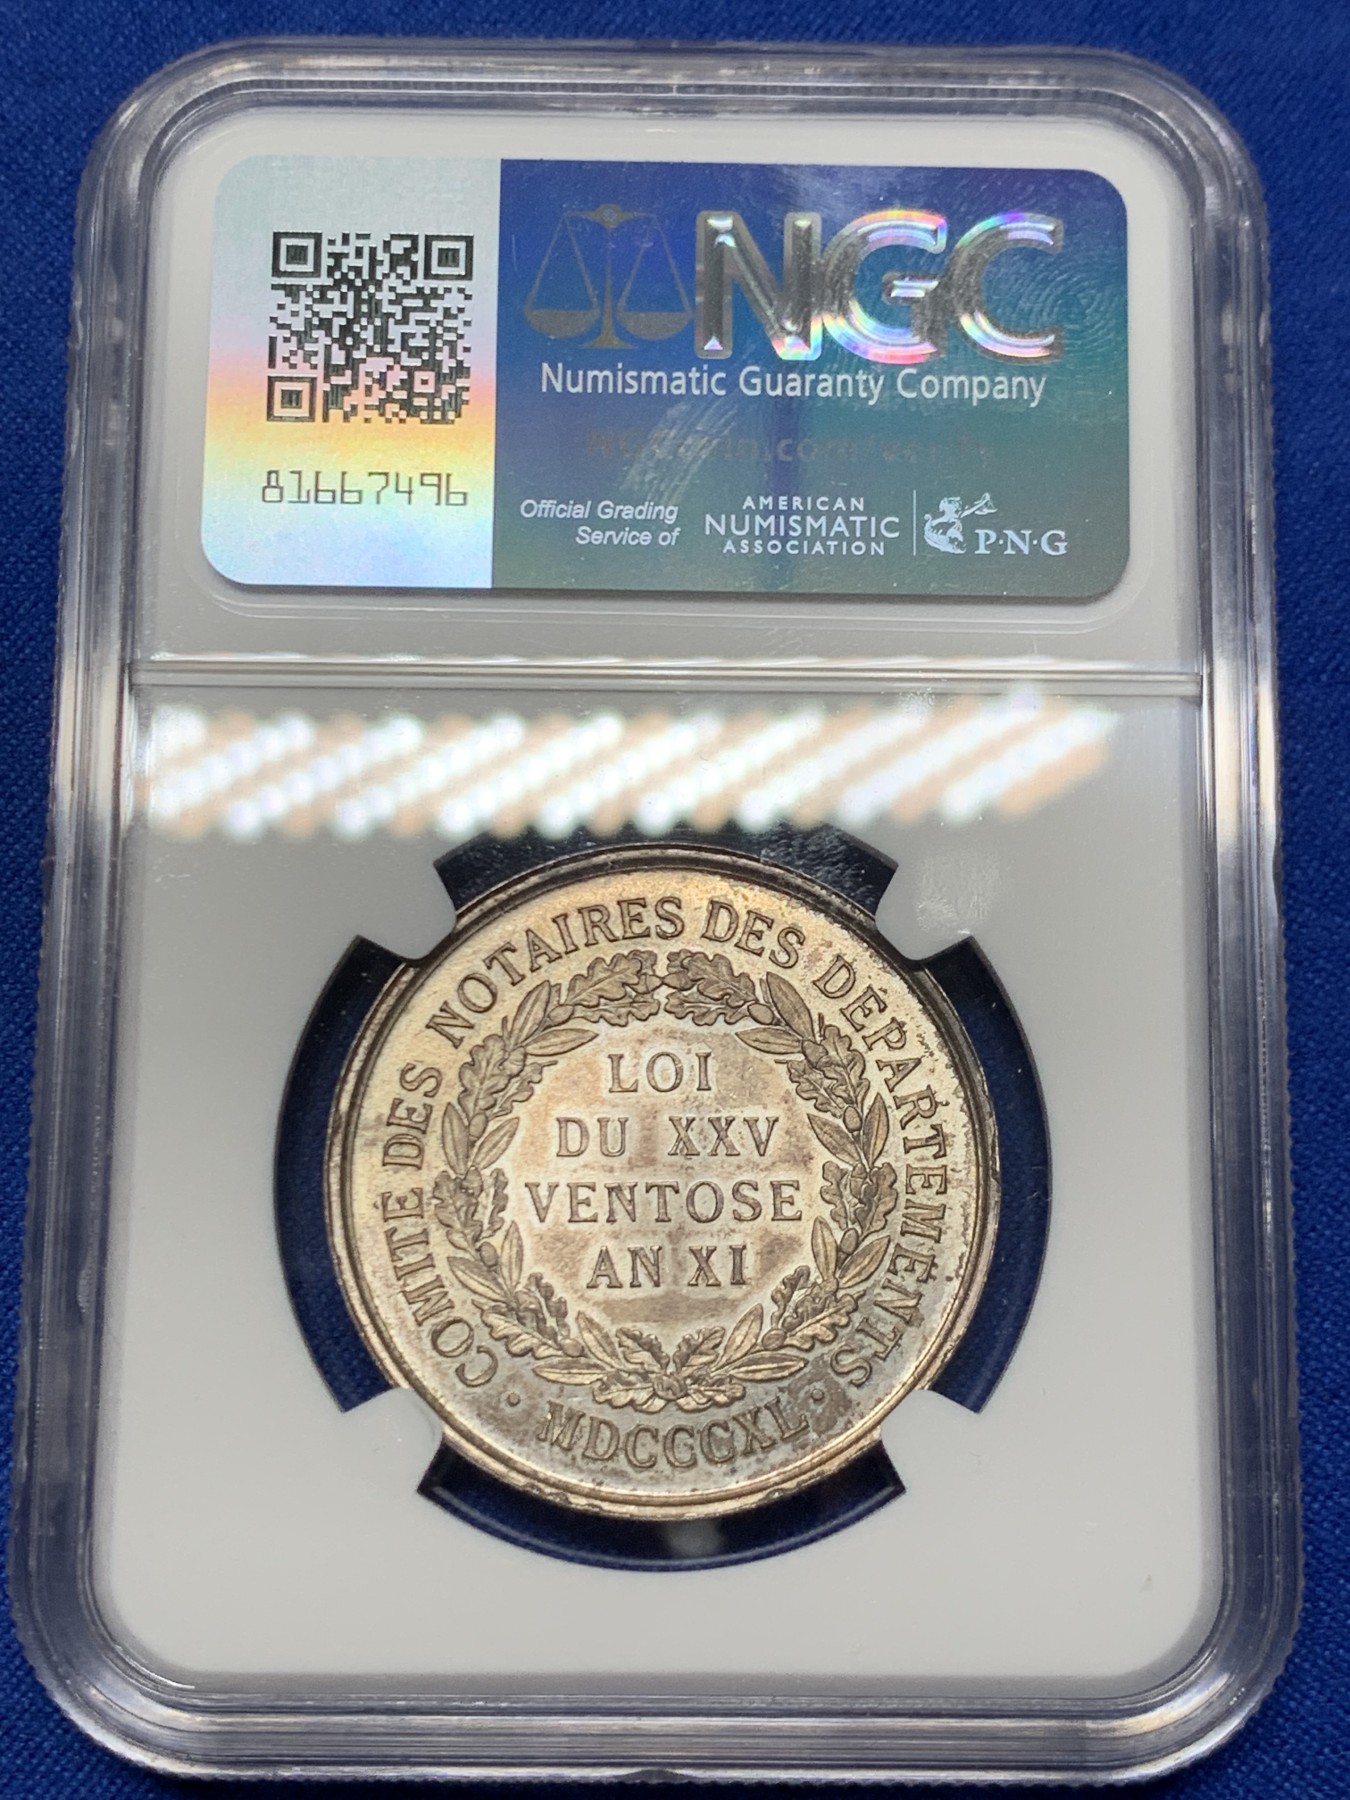 NGC
Numismatic Guaranty Company
81667496
Official Grading
Service of
AMERICAN
NUMISMATIC
ASSOCIATION
P·N·G
COMITÉ DES NOTAIRES DES DEPARTEMENTS
LOI
DU XXV
VENTOSE
AN XI
· MDCCCXL ·